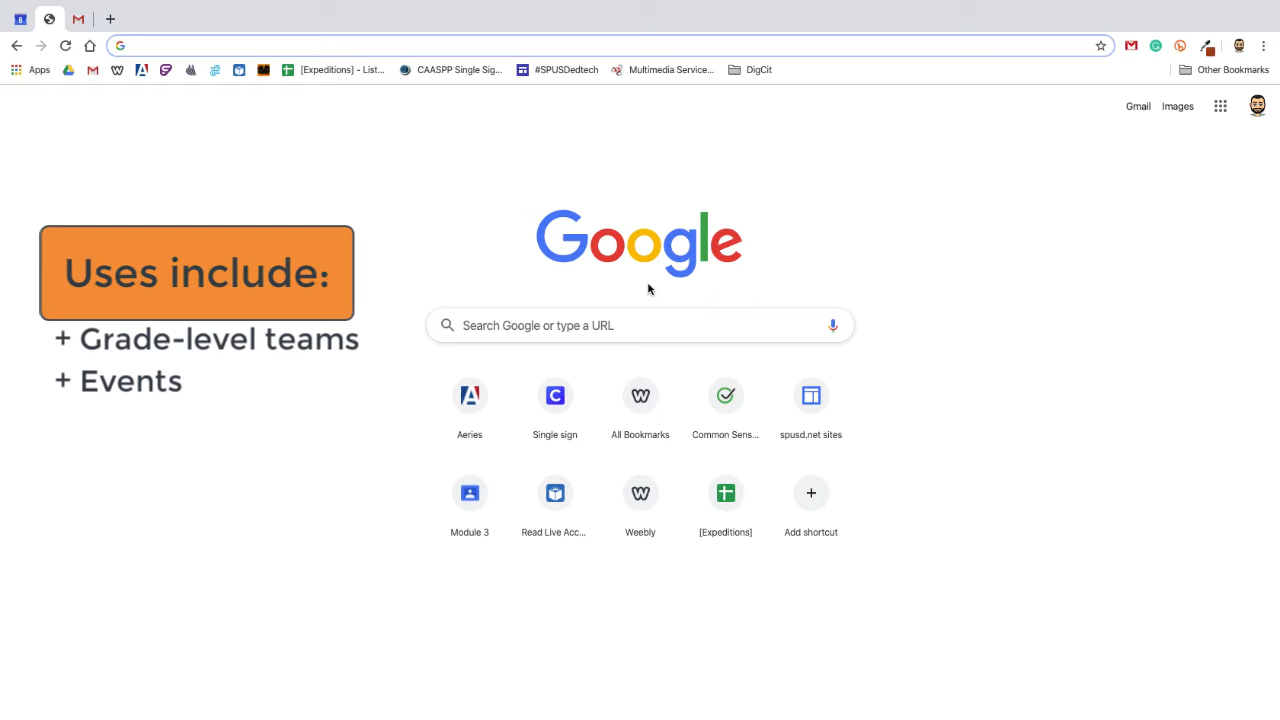 Apps
[Expeditions] - List...
CAASPP Single Sig...
#SPUSDedtech
Multimedia Service...
DigCit
Other Bookmarks
Gmail
Images
Google
Uses include:
+ Grade-level teams
+ Events
Search Google or type a URL
Aeries
Single sign
All Bookmarks
Common Sens...
spusd.net sites
Module 3
Read Live Acc...
Weebly
[Expeditions]
Add shortcut